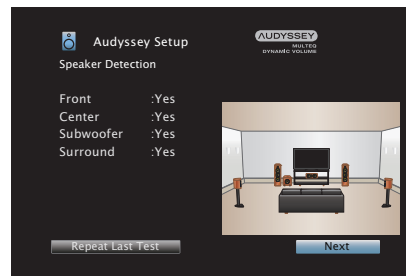 Audyssey Setup
AUDYSSEY
MULTEQ
DYNAMIC VOLUME
Speaker Detection
Front :Yes
Center :Yes
Subwoofer :Yes
Surround :Yes
Repeat Last Test
Next